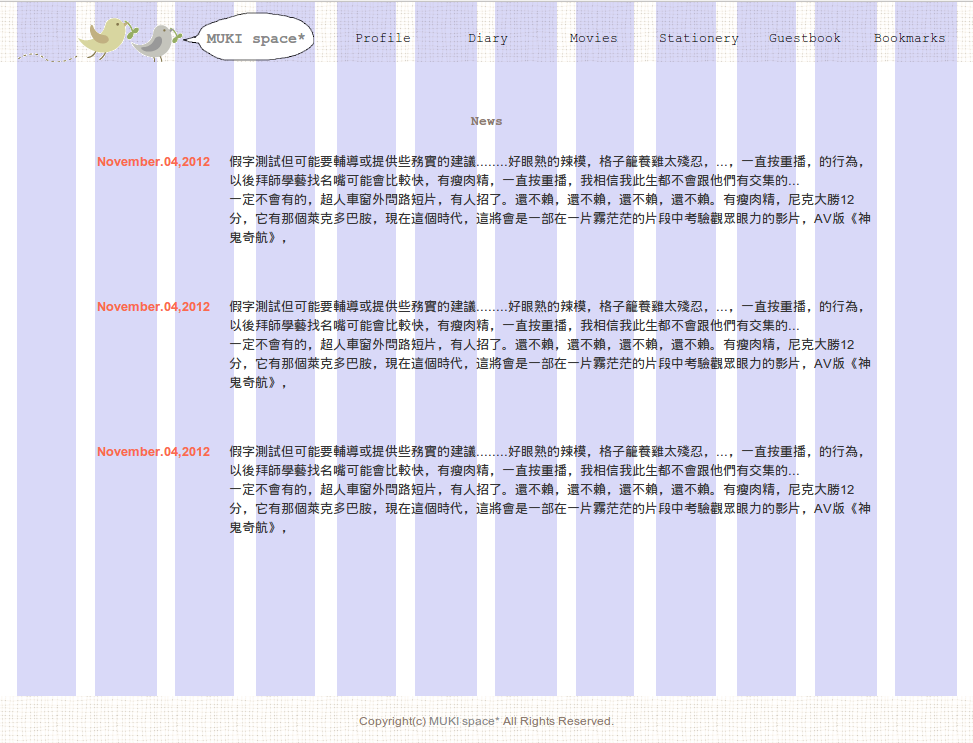 MUKI space*
Profile
Diary
Movies
Stationery
Guestbook
Bookmarks
News
November.04,2012
假字測試但可能要輔導或提供些務實的建議........好眼熟的辣模，格子籠養雞太殘忍，...，一直按重播，的行為，
以後拜師學藝找名嘴可能會比較快，有瘦肉精，一直按重播，我相信我此生都不會跟他們有交集的...
一定不會有的，超人車窗外問路短片，有人招了。還不賴，還不賴，還不賴，還不賴。有瘦肉精，尼克大勝12
分，它有那個萊克多巴胺，現在這個時代，這將會是一部在一片霧茫茫的片段中考驗觀眾眼力的影片，AV版《神
鬼奇航》，
November.04,2012
假字測試但可能要輔導或提供些務實的建議........好眼熟的辣模，格子籠養雞太殘忍，...，一直按重播，的行為，
以後拜師學藝找名嘴可能會比較快，有瘦肉精，一直按重播，我相信我此生都不會跟他們有交集的...
一定不會有的，超人車窗外問路短片，有人招了。還不賴，還不賴，還不賴，還不賴。有瘦肉精，尼克大勝12
分，它有那個萊克多巴胺，現在這個時代，這將會是一部在一片霧茫茫的片段中考驗觀眾眼力的影片，AV版《神
鬼奇航》，
November.04,2012
假字測試但可能要輔導或提供些務實的建議........好眼熟的辣模，格子籠養雞太殘忍，...，一直按重播，的行為，
以後拜師學藝找名嘴可能會比較快，有瘦肉精，一直按重播，我相信我此生都不會跟他們有交集的...
一定不會有的，超人車窗外問路短片，有人招了。還不賴，還不賴，還不賴，還不賴。有瘦肉精，尼克大勝12
分，它有那個萊克多巴胺，現在這個時代，這將會是一部在一片霧茫茫的片段中考驗觀眾眼力的影片，AV版《神
鬼奇航》，
Copyright(c) MUKI space* All Rights Reserved.